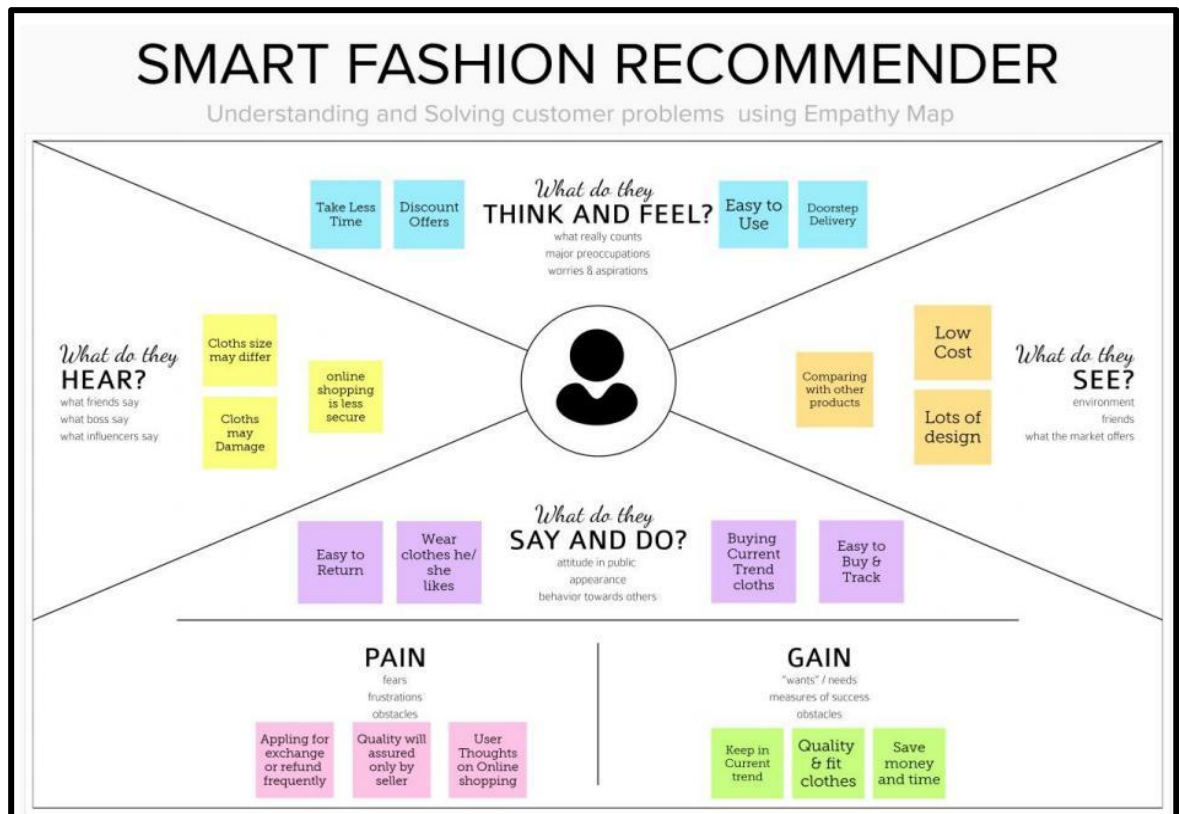 SMART FASHION RECOMMENDER
Understanding and Solving customer problems using Empathy Map
What do they
THINK AND FEEL?
what really counts
major preoccupations
worries & aspirations
Take Less
Time
Discount
Offers
Easy to
Use
Doorstep
Delivery
What do they
HEAR?
what friends say
what boss say
what influencers say
Cloths size
may differ
Cloths
may
Damage
online
shopping
is less
secure
Comparing
with other
products
Low
Cost
Lots of
design
What do they
SEE?
environment
friends
what the market offers
What do they
SAY AND DO?
attitude in public
appearance
behavior towards others
Easy to
Return
Wear
clothes he/
she
likes
Buying
Current
Trend
cloths
Easy to
Buy &
Track
PAIN
fears
frustrations
obstacles
Appling for
exchange
or refund
frequently
Quality will
assured
only by
seller
User
Thoughts
on Online
shopping
GAIN
"wants" / needs
measures of success
obstacles
Keep in
Current
trend
Quality
& fit
clothes
Save
money
and time